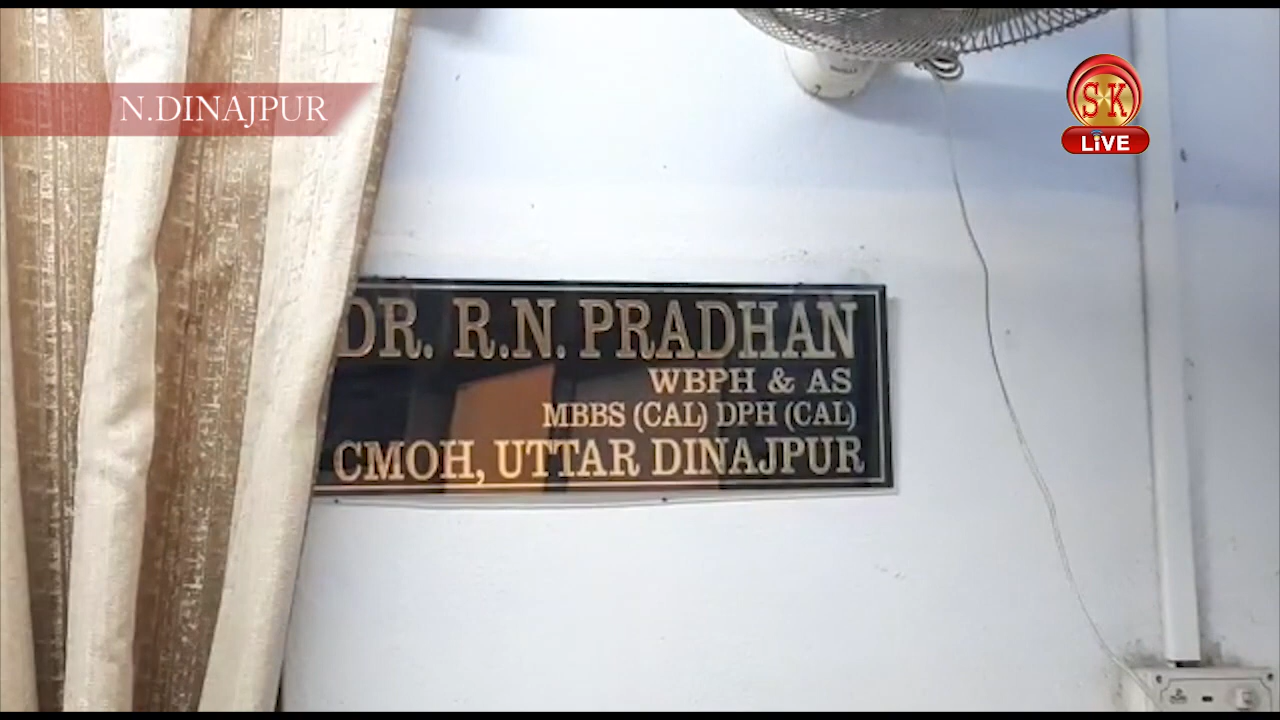 N.DINAJPUR
SK
LiVE
DR. R.N. PRADHAN
WBPH & AS
MBBS (CAL) DPH (CAL)
CMOH, UTTAR DINAJPUR